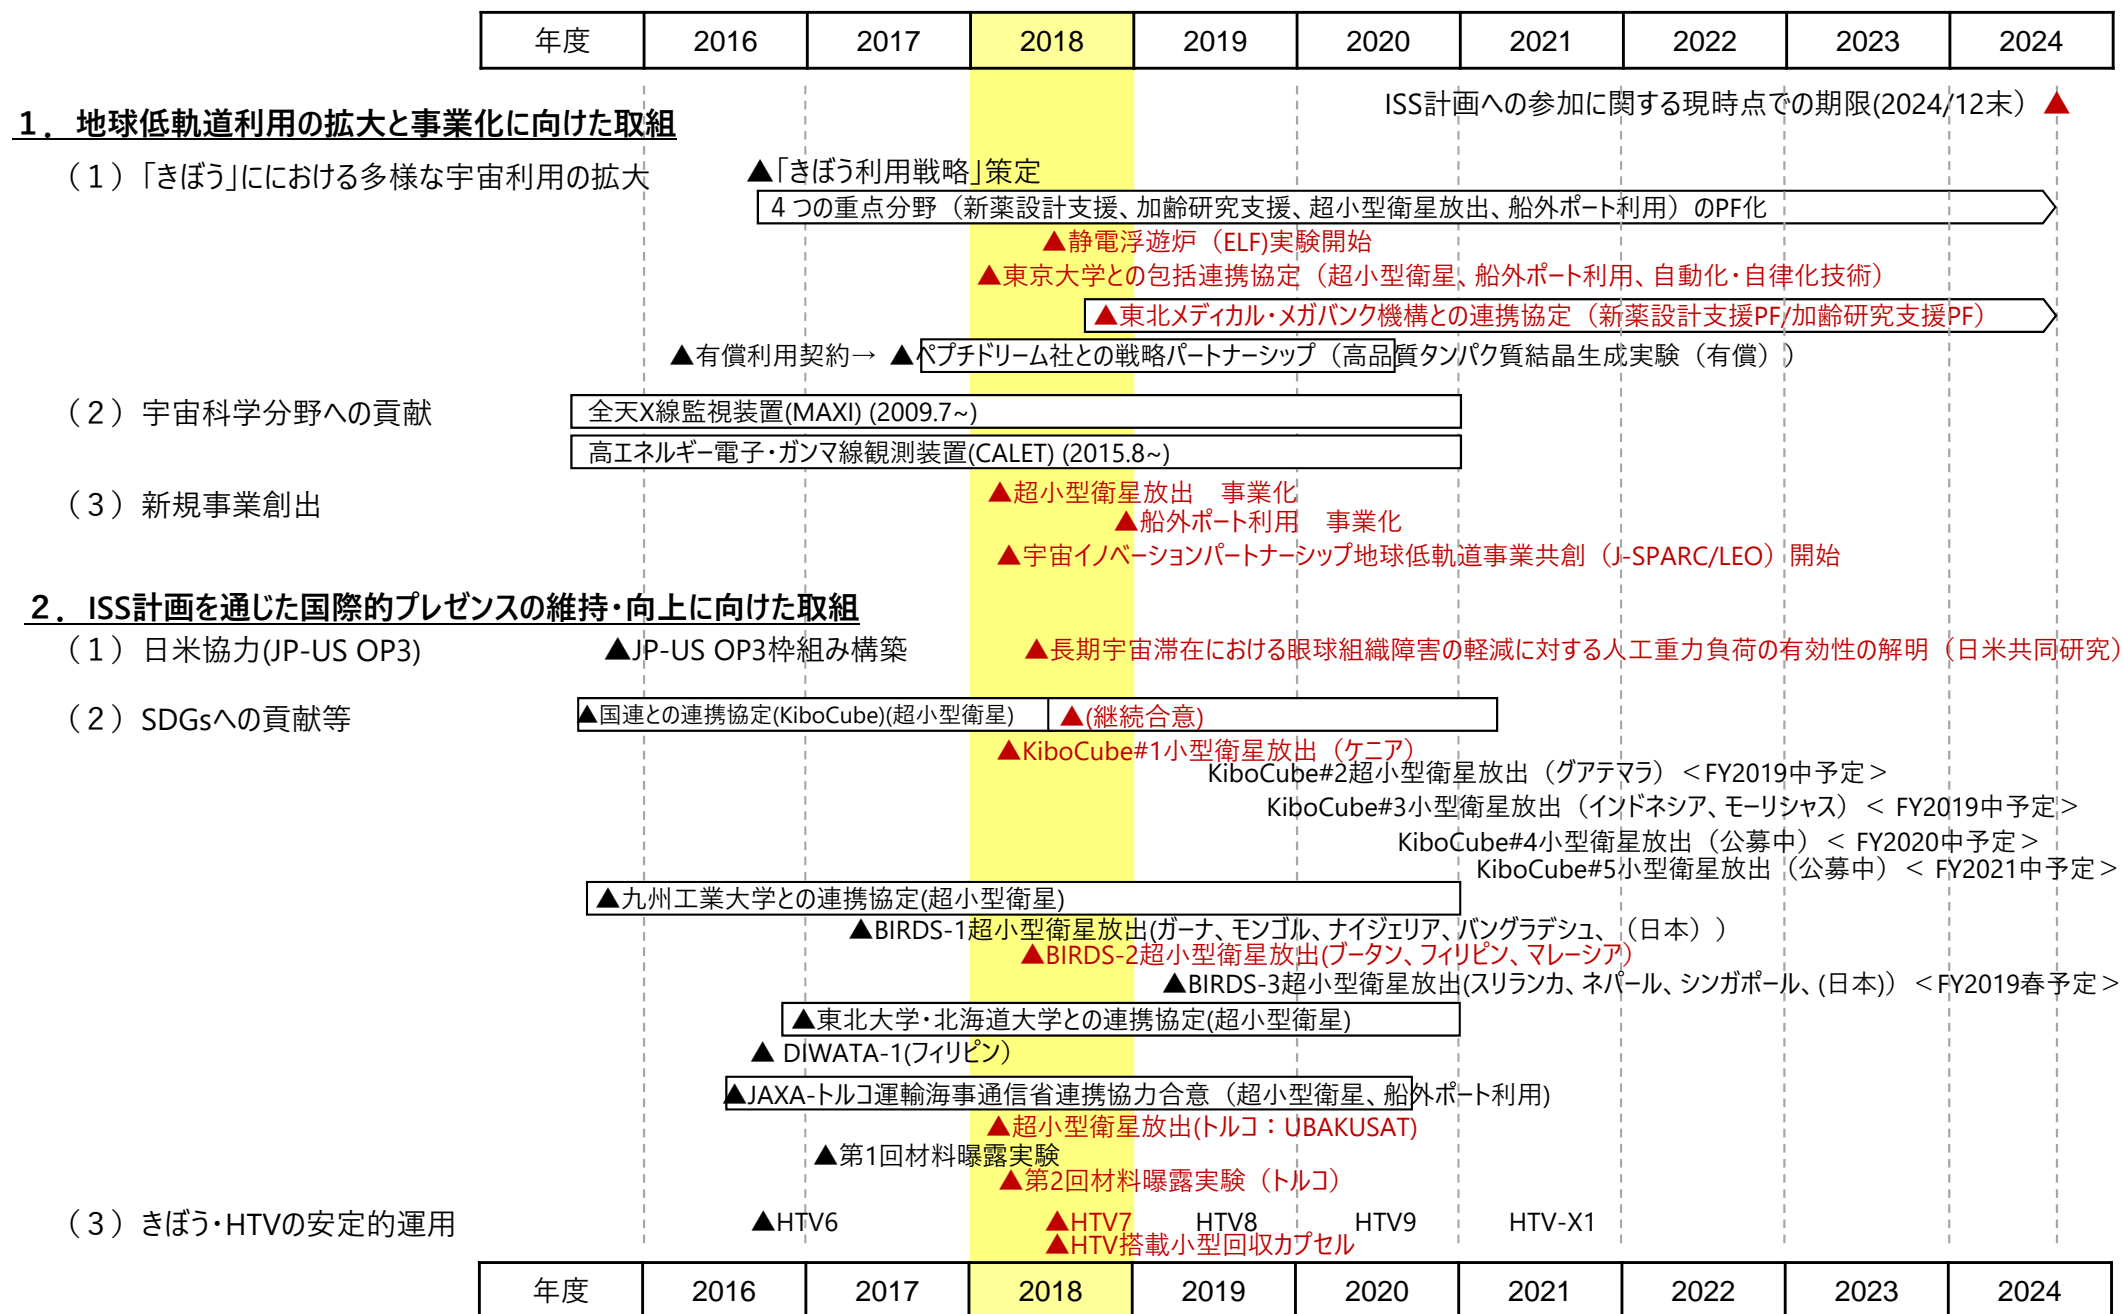 年度 2016 2017 2018 2019 2020 2021 2022 2023 2024
ISS計画への参加に関する現時点での期限(2024/12末）▲
１．地球低軌道利用の拡大と事業化に向けた取組
（１）「きぼう」ににおける多様な宇宙利用の拡大
▲「きぼう利用戦略」策定
４つの重点分野（新薬設計支援、加齢研究支援、超小型衛星放出、船外ポート利用）のPF化
▲静電浮遊炉（ELF)実験開始
▲東京大学との包括連携協定（超小型衛星、船外ポート利用、自動化・自律化技術）
▲東北メディカル・メガバンク機構との連携協定（新薬設計支援PF/加齢研究支援PF）
▲有償利用契約→ ▲ペプチドリーム社との戦略パートナーシップ（高品質タンパク質結晶生成実験（有償））
（２）宇宙科学分野への貢献
全天X線監視装置(MAXI) (2009.7~)
高エネルギー電子・ガンマ線観測装置(CALET) (2015.8~)
（３）新規事業創出
▲超小型衛星放出　事業化
▲船外ポート利用　事業化
▲宇宙イノベーションパートナーシップ地球低軌道事業共創（J-SPARC/LEO）開始
２．ISS計画を通じた国際的プレゼンスの維持・向上に向けた取組
（１）日米協力(JP-US OP3)
▲JP-US OP3枠組み構築
▲長期宇宙滞在における眼球組織障害の軽減に対する人工重力負荷の有効性の解明（日米共同研究）
（２）SDGsへの貢献等
▲国連との連携協定(KiboCube)(超小型衛星)
▲(継続合意)
▲KiboCube#1小型衛星放出（ケニア）
KiboCube#2超小型衛星放出（グアテマラ）＜FY2019中予定＞
KiboCube#3小型衛星放出（インドネシア、モーリシャス）＜ FY2019中予定＞
KiboCube#4小型衛星放出（公募中）＜ FY2020中予定＞
KiboCube#5小型衛星放出（公募中）＜ FY2021中予定＞
▲九州工業大学との連携協定(超小型衛星)
▲BIRDS-1超小型衛星放出(ガーナ、モンゴル、ナイジェリア、バングラデシュ、（日本））
▲BIRDS-2超小型衛星放出(ブータン、フィリピン、マレーシア）
▲BIRDS-3超小型衛星放出(スリランカ、ネパール、シンガポール、(日本)）＜FY2019春予定＞
▲東北大学・北海道大学との連携協定(超小型衛星)
▲ DIWATA-1(フィリピン）
▲JAXA-トルコ運輸海事通信省連携協力合意（超小型衛星、船外ポート利用)
▲超小型衛星放出(トルコ：UBAKUSAT)
▲第1回材料曝露実験
▲第2回材料曝露実験（トルコ）
（３）きぼう・HTVの安定的運用
▲HTV6 ▲HTV7 HTV8 HTV9 HTV-X1
▲HTV搭載小型回収カプセル
年度 2016 2017 2018 2019 2020 2021 2022 2023 2024